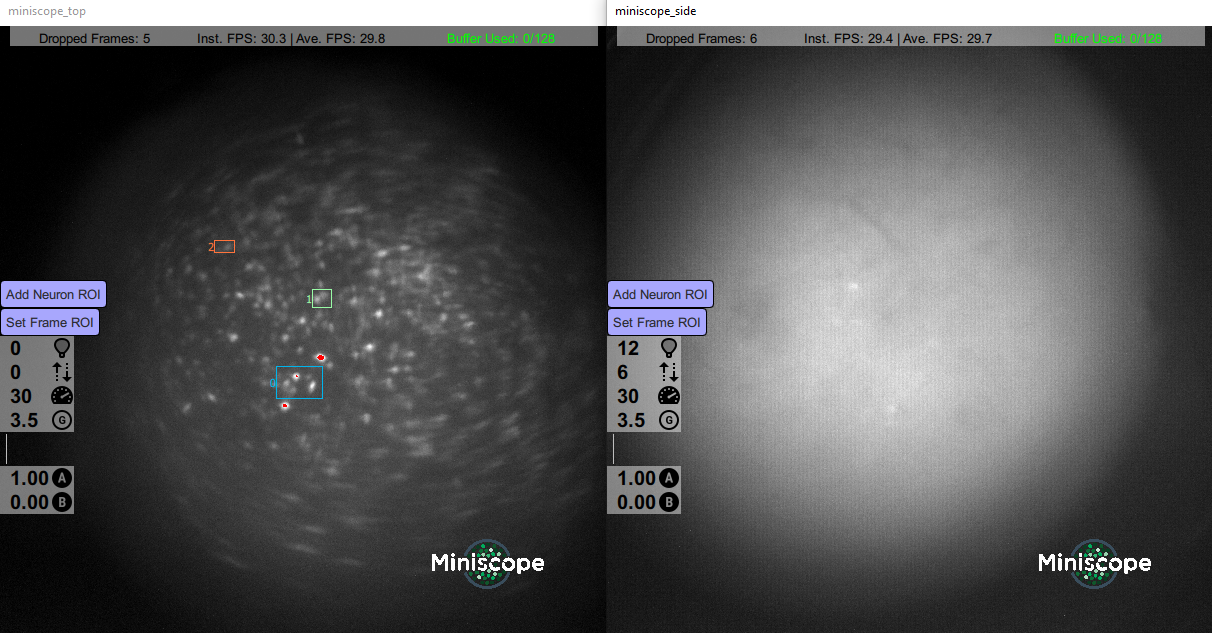 miniscope_top
Dropped Frames: 5 Inst. FPS: 30.3 | Ave. FPS: 29.8 Buffer Used: 0/128
2
1
Add Neuron ROI
Set Frame ROI
0
0
0
30
3.5 G
1.00 A
0.00 B
Miniscope
miniscope_side
Dropped Frames: 6 Inst. FPS: 29.4 | Ave. FPS: 29.7 Buffer Used: 0/128
Add Neuron ROI
Set Frame ROI
12
6
30
3.5 G
1.00 A
0.00 B
Miniscope